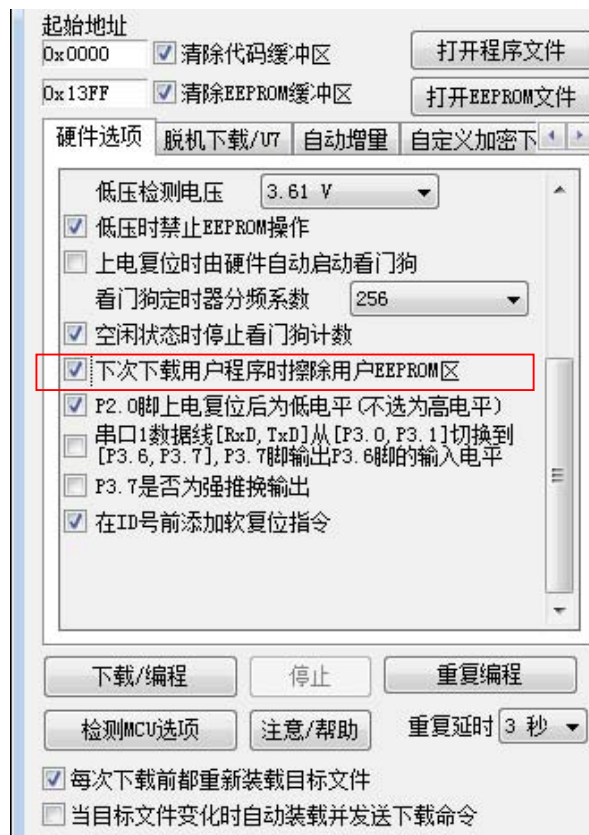 起始地址
0x0000 清除代码缓冲区 打开程序文件
0x13FF 清除EEPROM缓冲区 打开EEPROM文件
硬件选项 脱机下载/U7 自动增量 自定义加密下
低压检测电压 3.61 V
低压时禁止EEPROM操作
上电复位时由硬件自动启动看门狗
看门狗定时器分频系数 256
空闲状态时停止看门狗计数
下次下载用户程序时擦除用户EEPROM区
P2.0脚上电复位后为低电平(不选为高电平)
串口1数据线[RxD,TxD]从[P3.0,P3.1]切换到
[P3.6,P3.7],P3.7脚输出P3.6脚的输入电平
P3.7是否为强推挽输出
在ID号前添加软复位指令
下载/编程 停止 重复编程
检测MCU选项 注意/帮助 重复延时 3 秒
每次下载前都重新装载目标文件
当目标文件变化时自动装载并发送下载命令